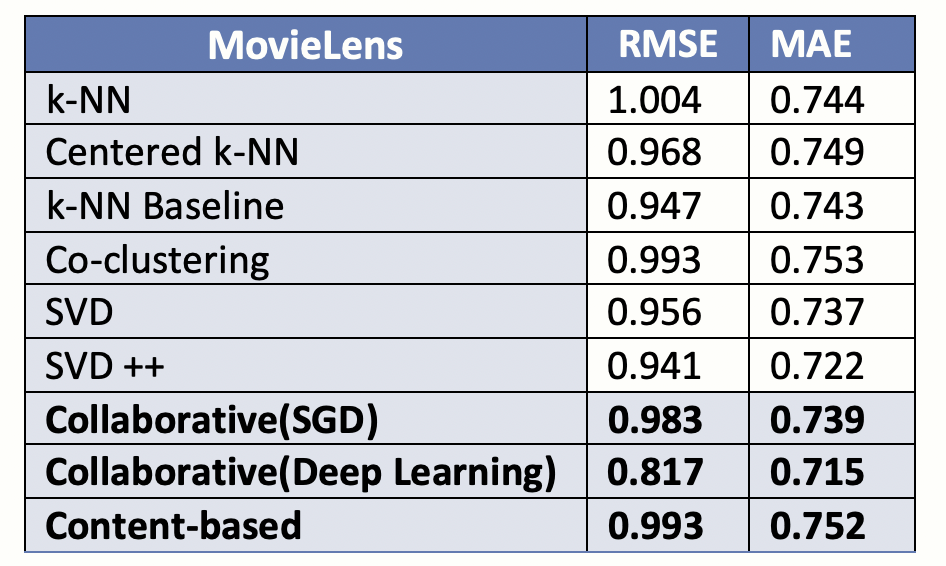 MovieLens RMSE MAE
k-NN 1.004 0.744
Centered k-NN 0.968 0.749
k-NN Baseline 0.947 0.743
Co-clustering 0.993 0.753
SVD 0.956 0.737
SVD ++ 0.941 0.722
Collaborative(SGD) 0.983 0.739
Collaborative(Deep Learning) 0.817 0.715
Content-based 0.993 0.752